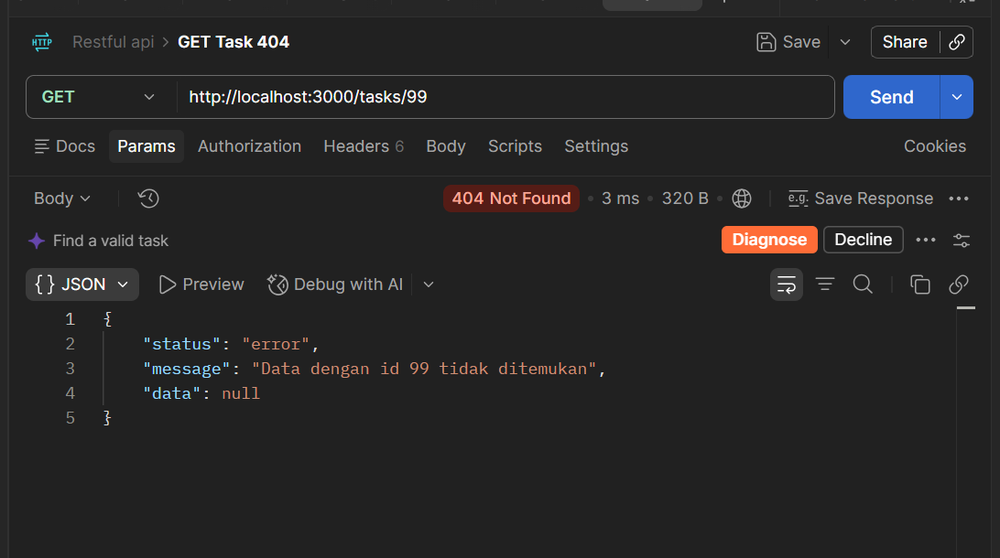 HTTP Restful api > GET Task 404 Save Share
GET http://localhost:3000/tasks/99 Send
Docs Params Authorization Headers 6 Body Scripts Settings Cookies
Body 404 Not Found • 3 ms • 320 B • e.g. Save Response
Find a valid task Diagnose Decline
{ } JSON Preview Debug with AI
1 {
2 "status": "error",
3 "message": "Data dengan id 99 tidak ditemukan",
4 "data": null
5 }